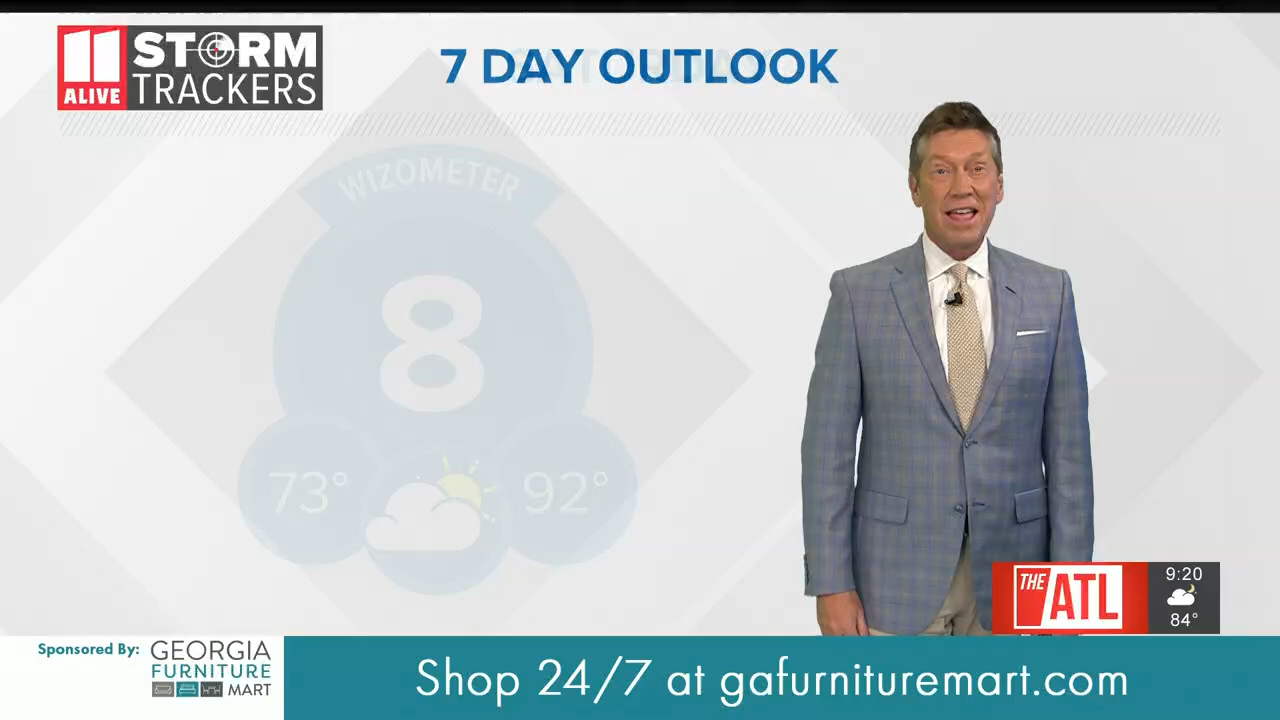 11 ALIVE
STORM
TRACKERS
7 DAY OUTLOOK
WIZOMETER
8
73°
92°
THE ATL
9:20
84°
Sponsored By:
GEORGIA
FURNITURE
MART
Shop 24/7 at gafurnituremart.com